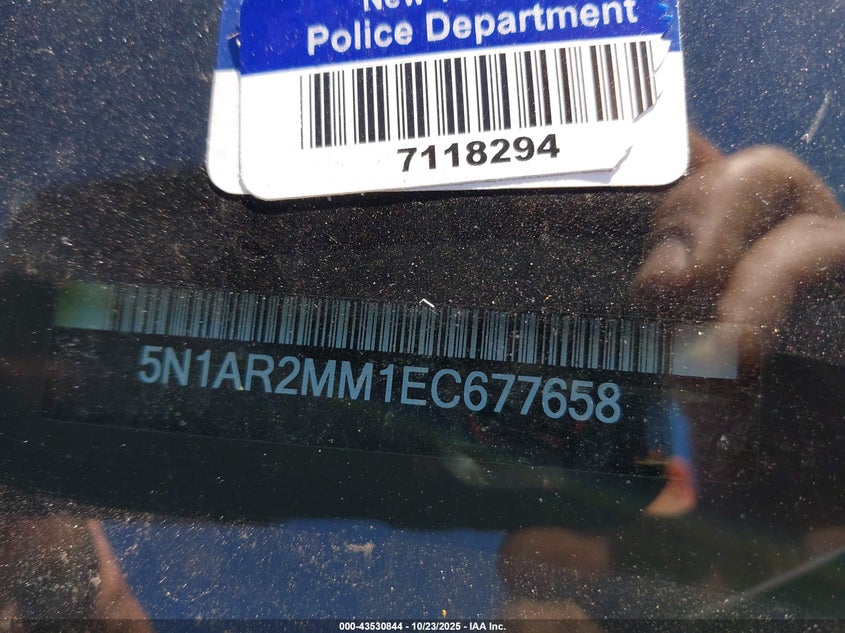 Police Department
7118294
5N1AR2MM1EC677658
000-43530844 - 10/23/2025 - IAA Inc.